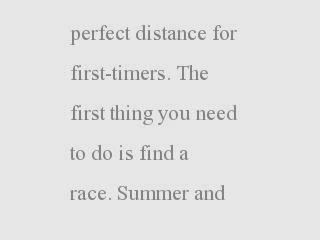 perfect distance for
first-timers. The
first thing you need
to do is find a
race. Summer and